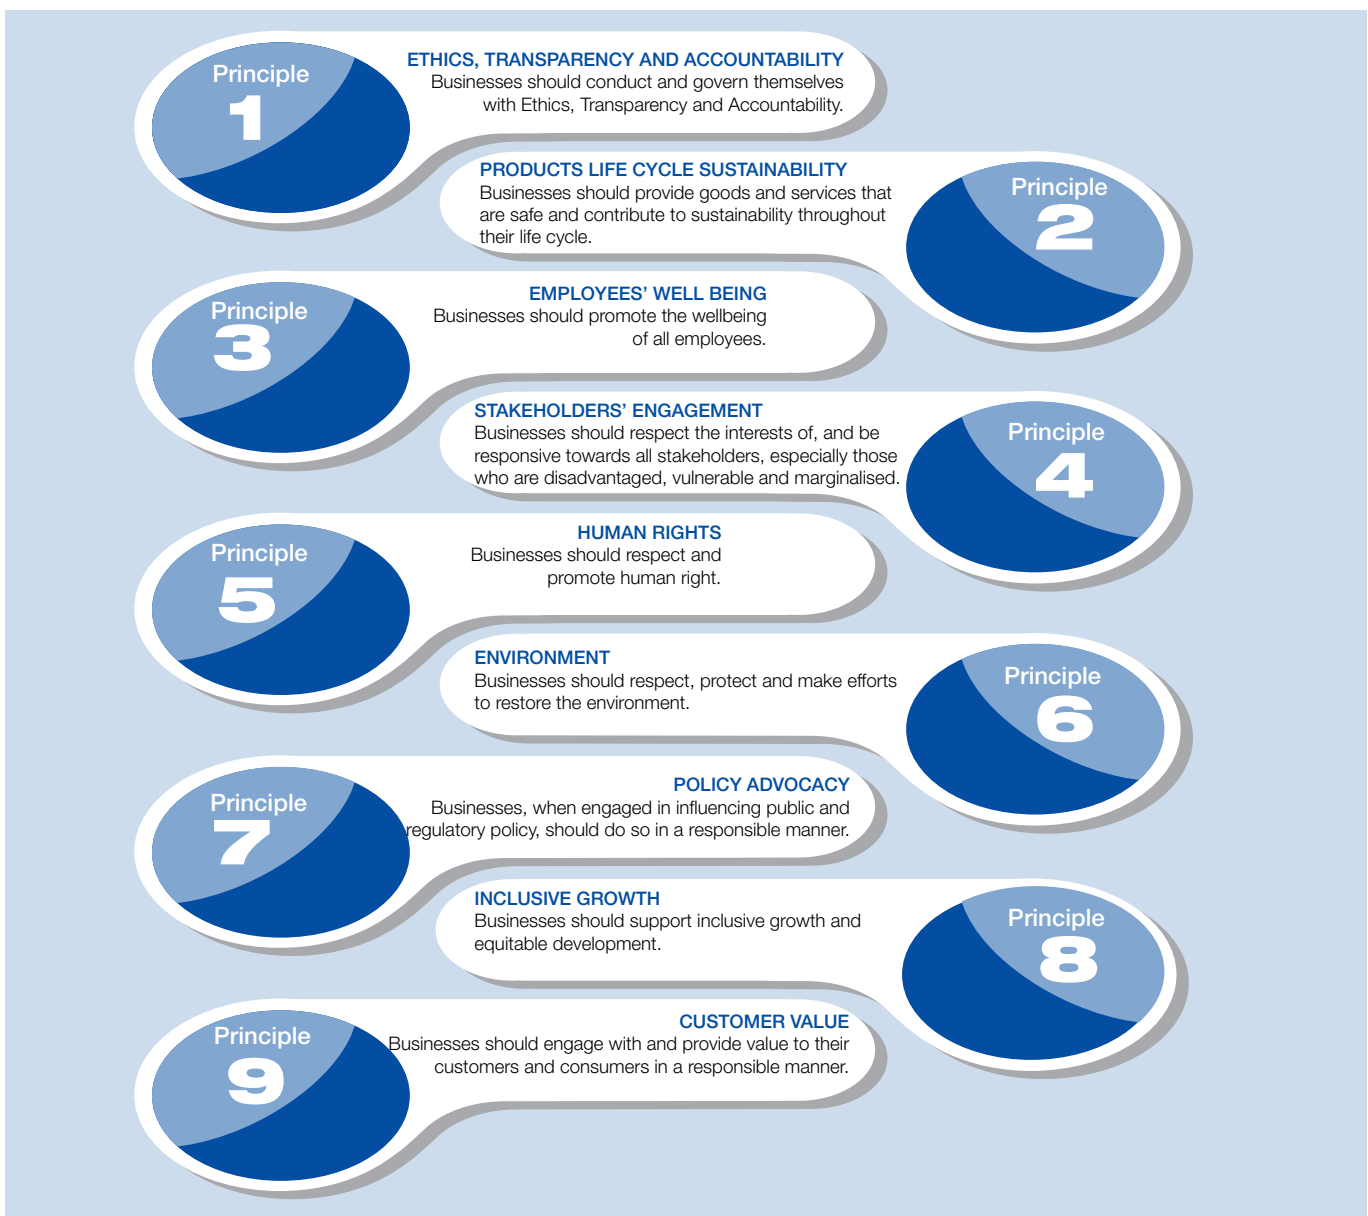 Principle
1
ETHICS, TRANSPARENCY AND ACCOUNTABILITY
Businesses should conduct and govern themselves
with Ethics, Transparency and Accountability.
PRODUCTS LIFE CYCLE SUSTAINABILITY
Businesses should provide goods and services that
are safe and contribute to sustainability throughout
their life cycle.
Principle
2
Principle
3
EMPLOYEES’ WELL BEING
Businesses should promote the wellbeing
of all employees.
STAKEHOLDERS’ ENGAGEMENT
Businesses should respect the interests of, and be
responsive towards all stakeholders, especially those
who are disadvantaged, vulnerable and marginalised.
Principle
4
Principle
5
HUMAN RIGHTS
Businesses should respect and
promote human right.
ENVIRONMENT
Businesses should respect, protect and make efforts
to restore the environment.
Principle
6
Principle
7
POLICY ADVOCACY
Businesses, when engaged in influencing public and
regulatory policy, should do so in a responsible manner.
INCLUSIVE GROWTH
Businesses should support inclusive growth and
equitable development.
Principle
8
Principle
9
CUSTOMER VALUE
Businesses should engage with and provide value to their
customers and consumers in a responsible manner.